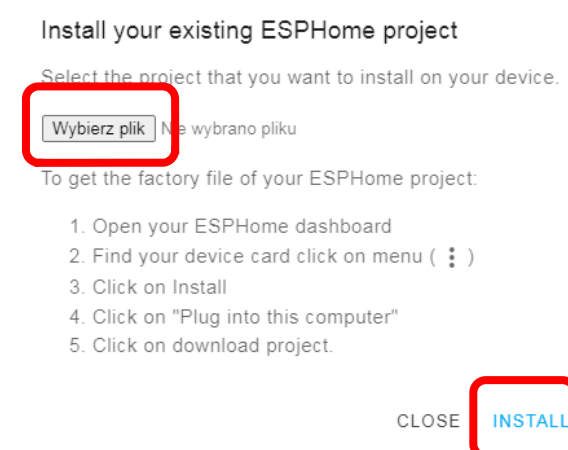 Install your existing ESPHome project
Select the project that you want to install on your device.
Wybierz plik Nie wybrano pliku
To get the factory file of your ESPHome project:
1. Open your ESPHome dashboard
2. Find your device card click on menu ( ⋮ )
3. Click on Install
4. Click on "Plug into this computer"
5. Click on download project.
CLOSE INSTALL